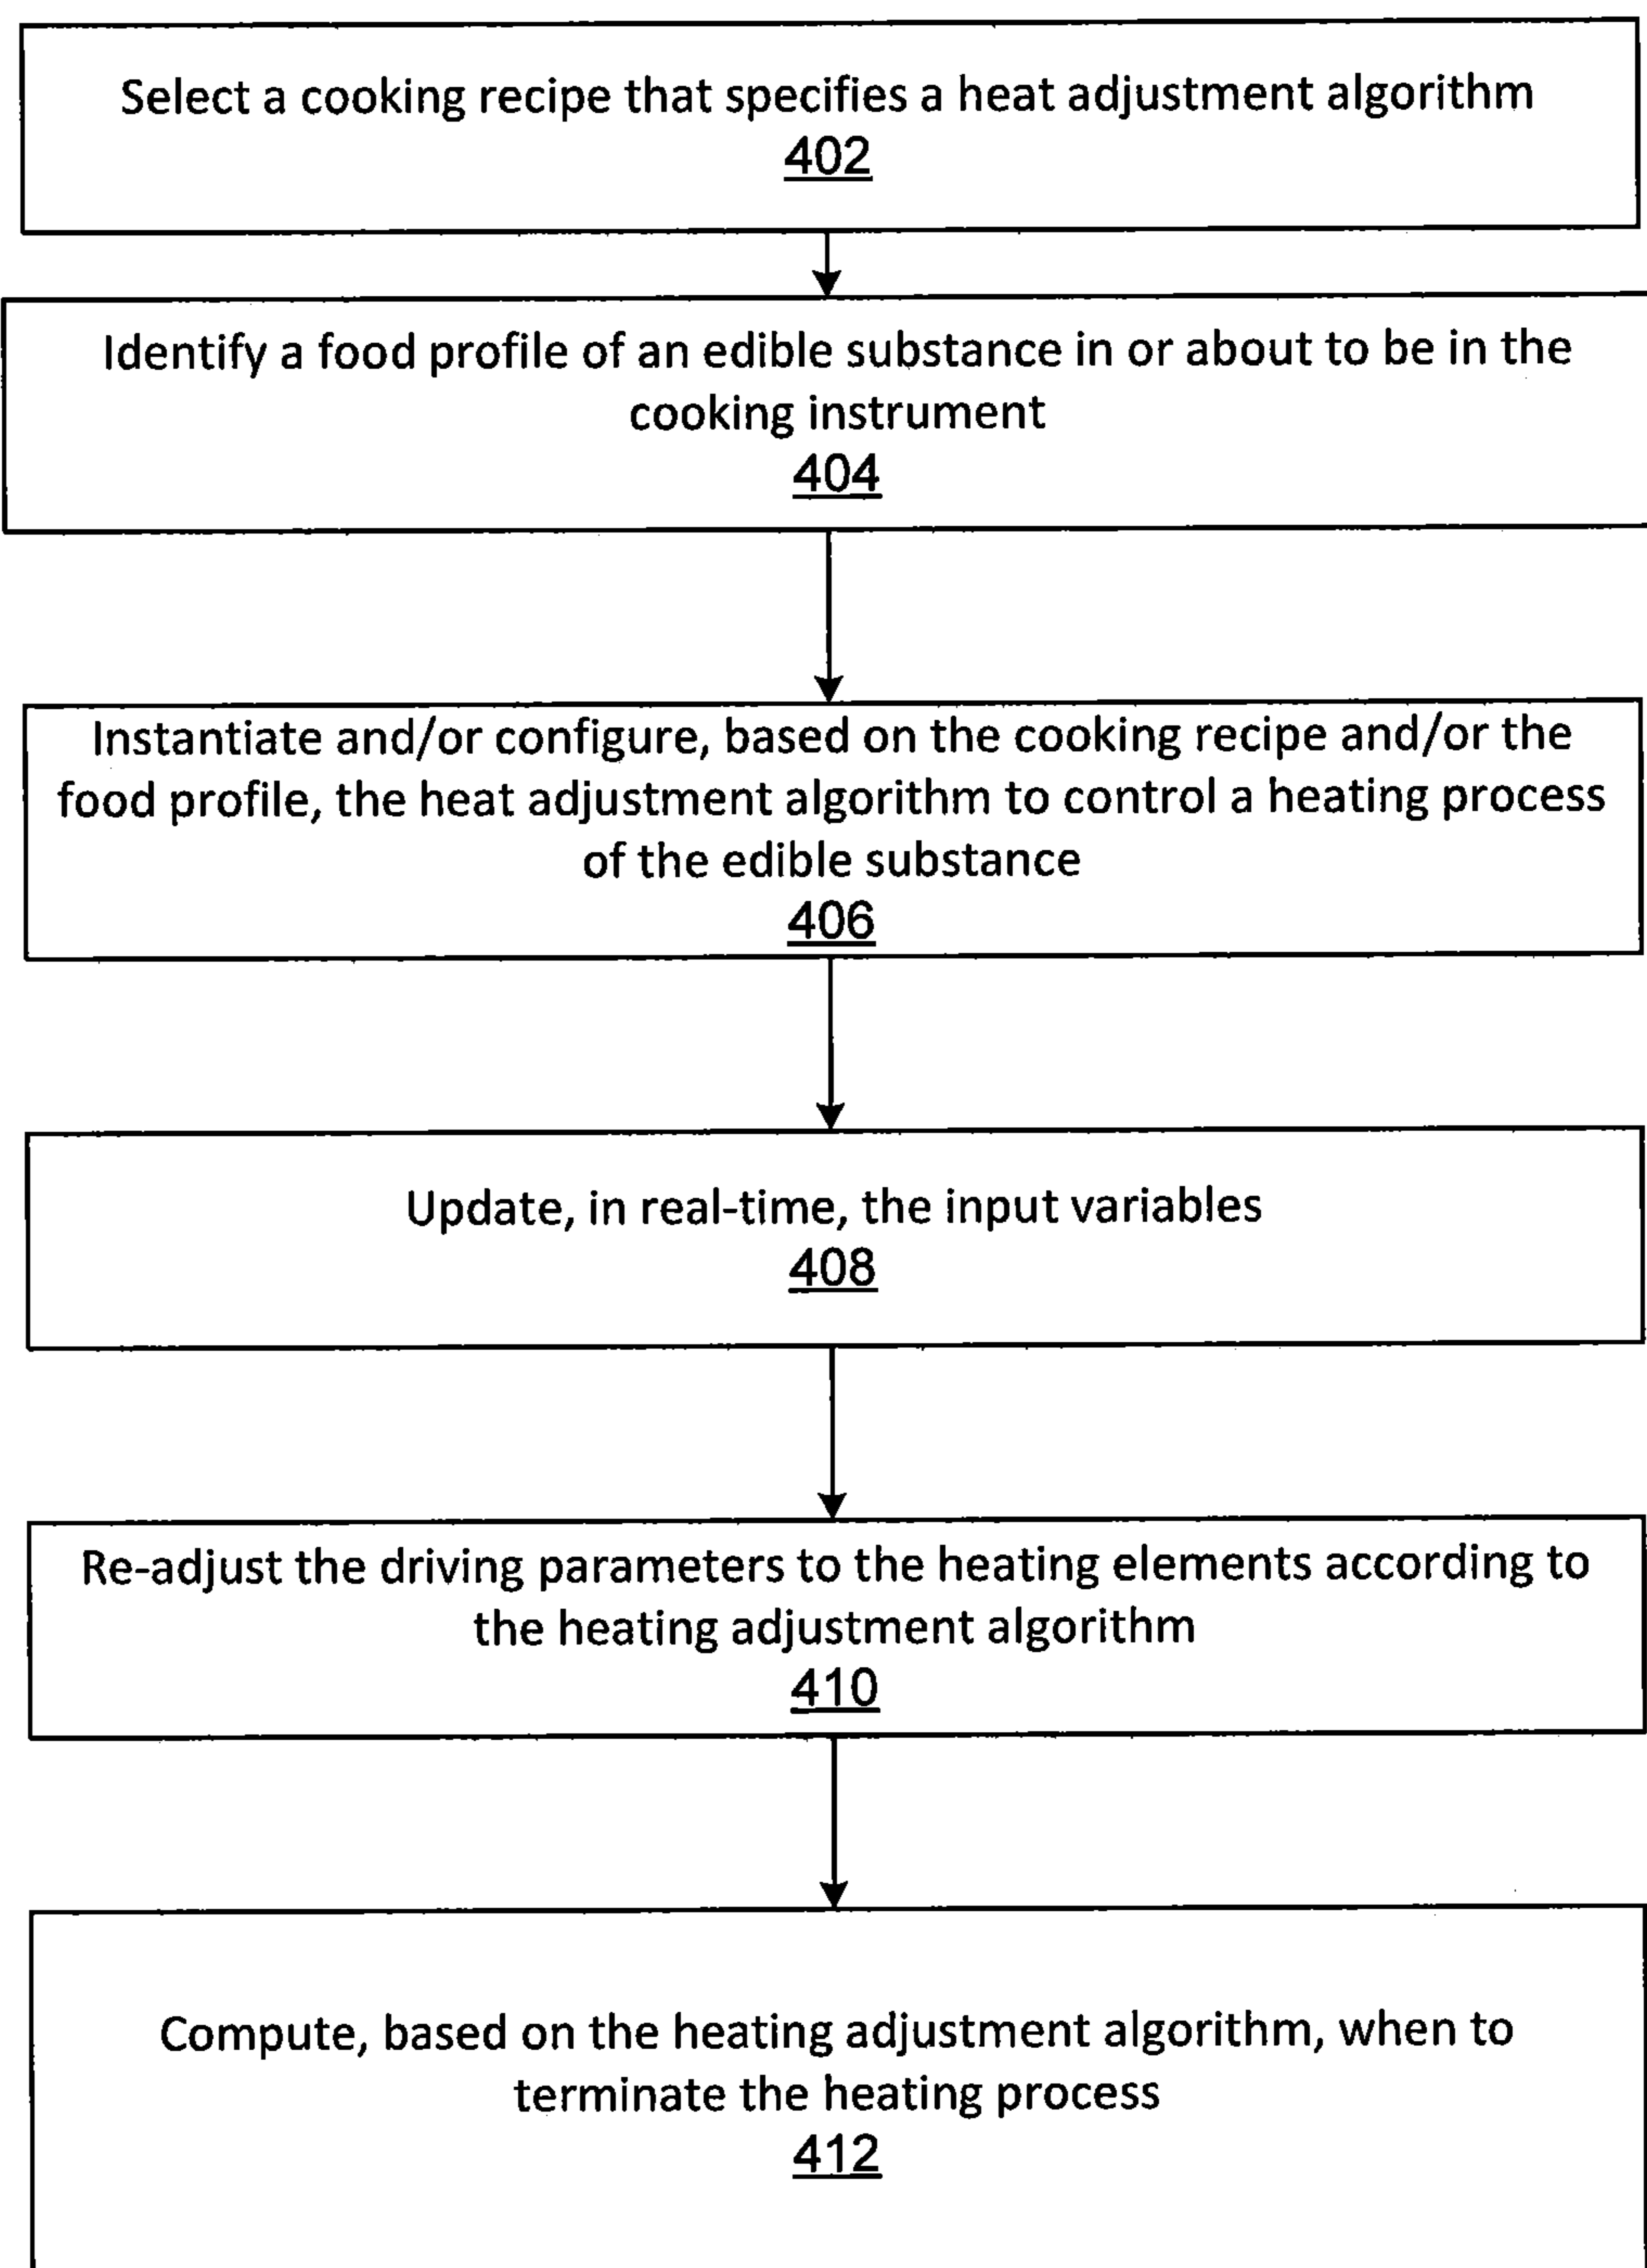 Select a cooking recipe that specifies a heat adjustment algorithm
402
Identify a food profile of an edible substance in or about to be in the
cooking instrument
404
Instantiate and/or configure, based on the cooking recipe and/or the
food profile, the heat adjustment algorithm to control a heating process
of the edible substance
406
Update, in real-time, the input variables
408
Re-adjust the driving parameters to the heating elements according to
the heating adjustment algorithm
410
Compute, based on the heating adjustment algorithm, when to
terminate the heating process
412